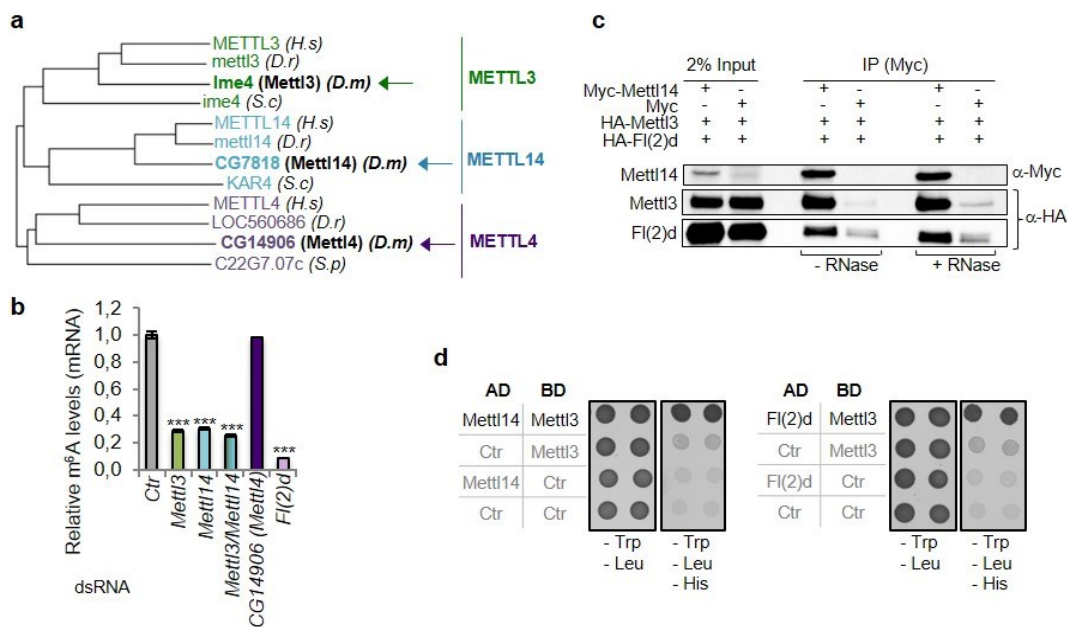 a
METTL3 (H.s)
mettl3 (D.r)
Ime4 (Mettl3) (D.m)
ime4 (S.c)
METTL3
METTL14 (H.s)
mettl14 (D.r)
CG7818 (Mettl14) (D.m)
KAR4 (S.c)
METTL14
METTL4 (H.s)
LOC560686 (D.r)
CG14906 (Mettl4) (D.m)
C22G7.07c (S.p)
METTL4
b
Relative m⁶A levels (mRNA)
1,2
1,0
0,8
0,6
0,4
0,2
0,0
*** *** *** ***
Ctr
Mettl3
Mettl14
Mettl3/Mettl14
CG14906 (Mettl4)
Fl(2)d
dsRNA
c
2% Input IP (Myc)
Myc-Mettl14 + - + - + -
Myc - + - + - +
HA-Mettl3 + + + + + +
HA-Fl(2)d + + + + + +
Mettl14 α-Myc
Mettl3
α-HA
Fl(2)d
- RNase + RNase
d
AD BD
Mettl14 Mettl3
Ctr Mettl3
Mettl14 Ctr
Ctr Ctr
- Trp - Trp
- Leu - Leu
- His
AD BD
Fl(2)d Mettl3
Ctr Mettl3
Fl(2)d Ctr
Ctr Ctr
- Trp - Trp
- Leu - Leu
- His